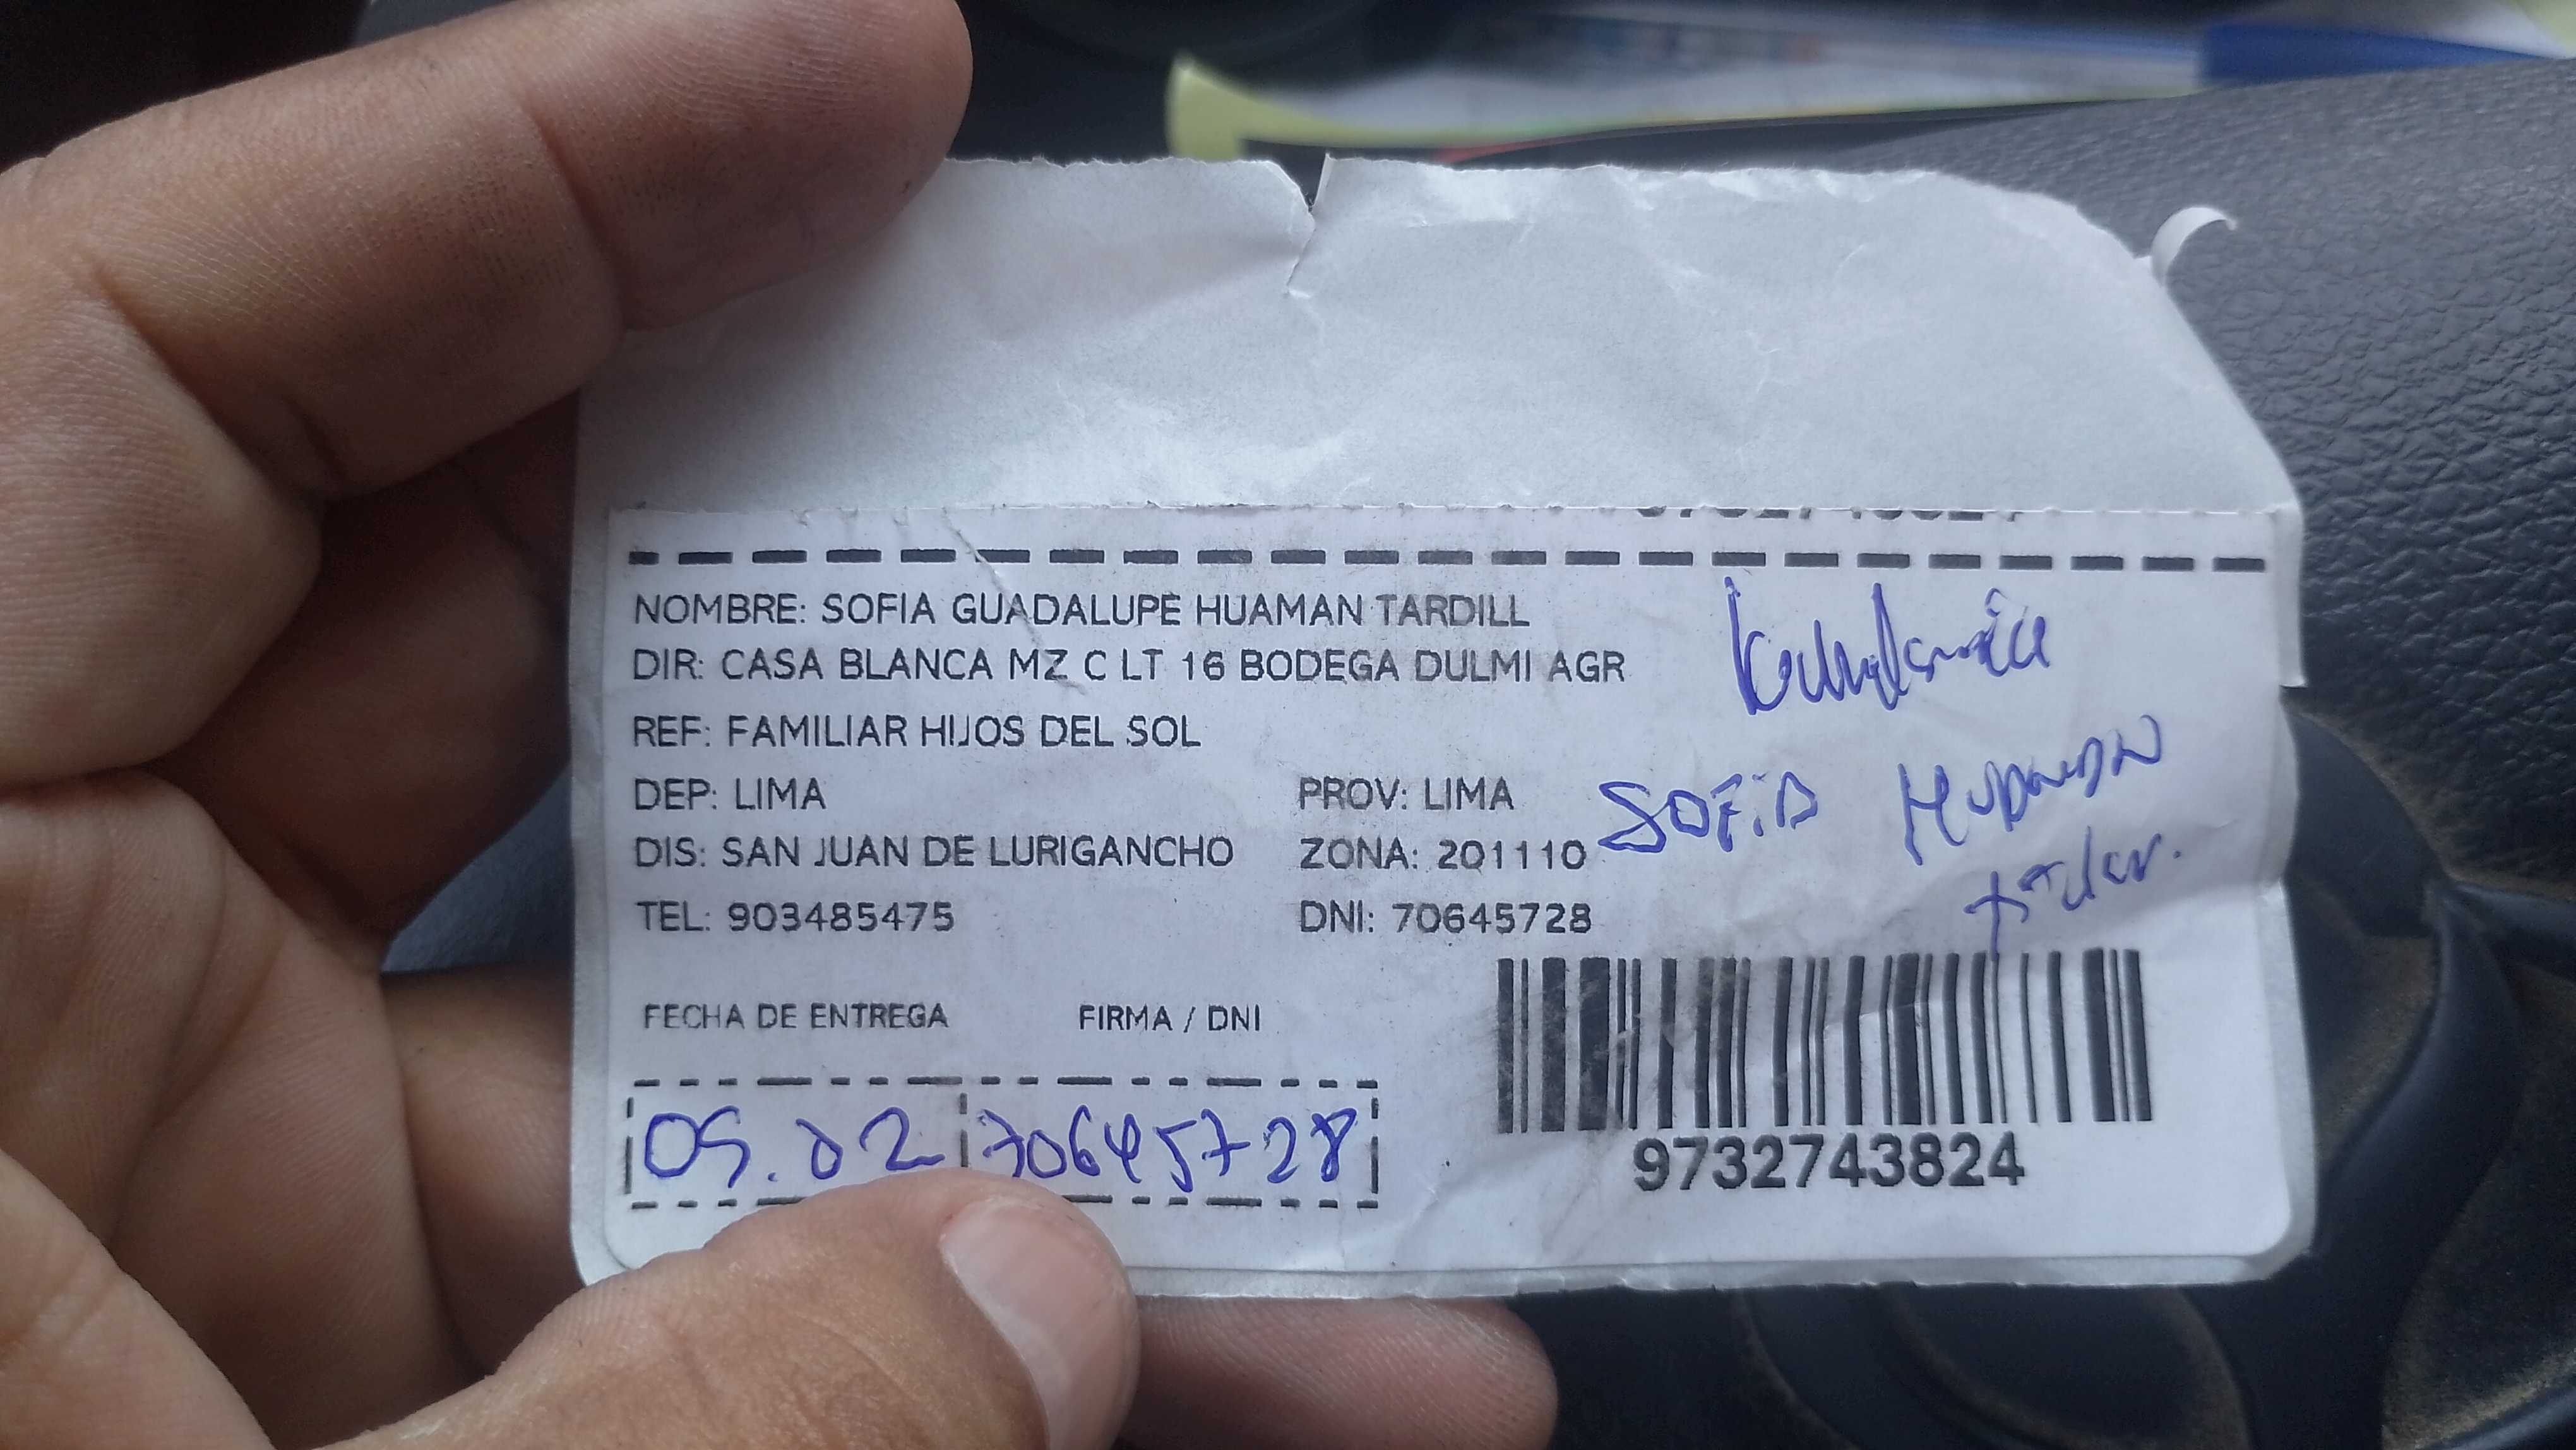 NOMBRE: SOFIA GUADALUPE HUAMAN TARDILL
DIR: CASA BLANCA MZ C LT 16 BODEGA DULMI AGR
REF: FAMILIAR HIJOS DEL SOL
DEP: LIMA PROV: LIMA
SOFIA HUAMAN
DIS: SAN JUAN DE LURIGANCHO ZONA: 201110
titular.
TEL: 903485475 DNI: 70645728
FECHA DE ENTREGA FIRMA / DNI
05.02 70645728
9732743824